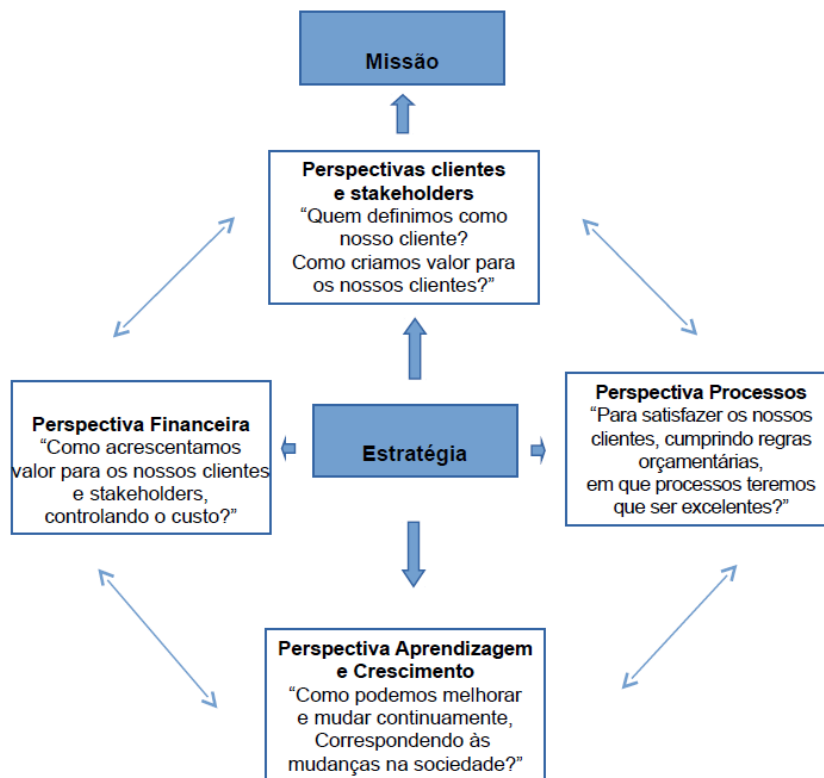 Missão
Perspectivas clientes
e stakeholders
“Quem definimos como
nosso cliente?
Como criamos valor para
os nossos clientes?”
Perspectiva Financeira
“Como acrescentamos
valor para os nossos clientes
e stakeholders,
controlando o custo?”
Estratégia
Perspectiva Processos
“Para satisfazer os nossos
clientes, cumprindo regras
orçamentárias,
em que processos teremos
que ser excelentes?”
Perspectiva Aprendizagem
e Crescimento
“Como podemos melhorar
e mudar continuamente,
Correspondendo às
mudanças na sociedade?”